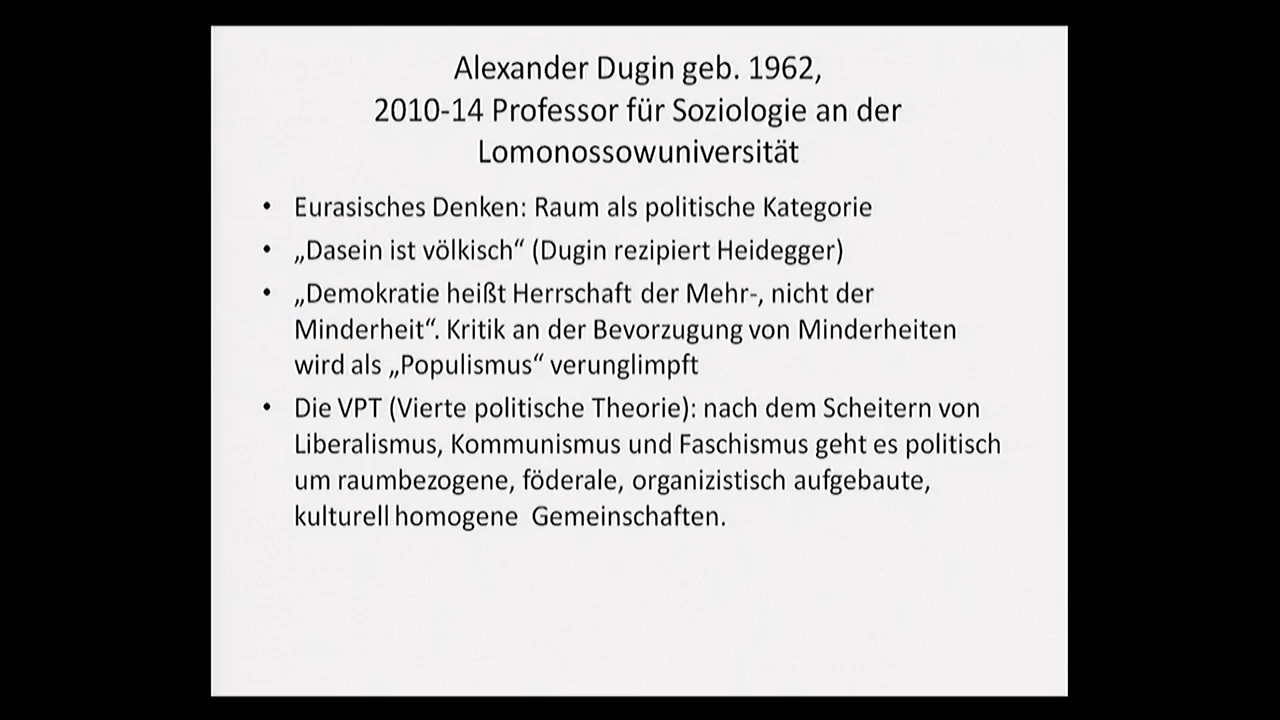 Alexander Dugin geb. 1962,
2010-14 Professor für Soziologie an der
Lomonossowuniversität
• Eurasisches Denken: Raum als politische Kategorie
• „Dasein ist völkisch“ (Dugin rezipiert Heidegger)
• „Demokratie heißt Herrschaft der Mehr-, nicht der
Minderheit“. Kritik an der Bevorzugung von Minderheiten
wird als „Populismus“ verunglimpft
• Die VPT (Vierte politische Theorie): nach dem Scheitern von
Liberalismus, Kommunismus und Faschismus geht es politisch
um raumbezogene, föderale, organizistisch aufgebaute,
kulturell homogene  Gemeinschaften.